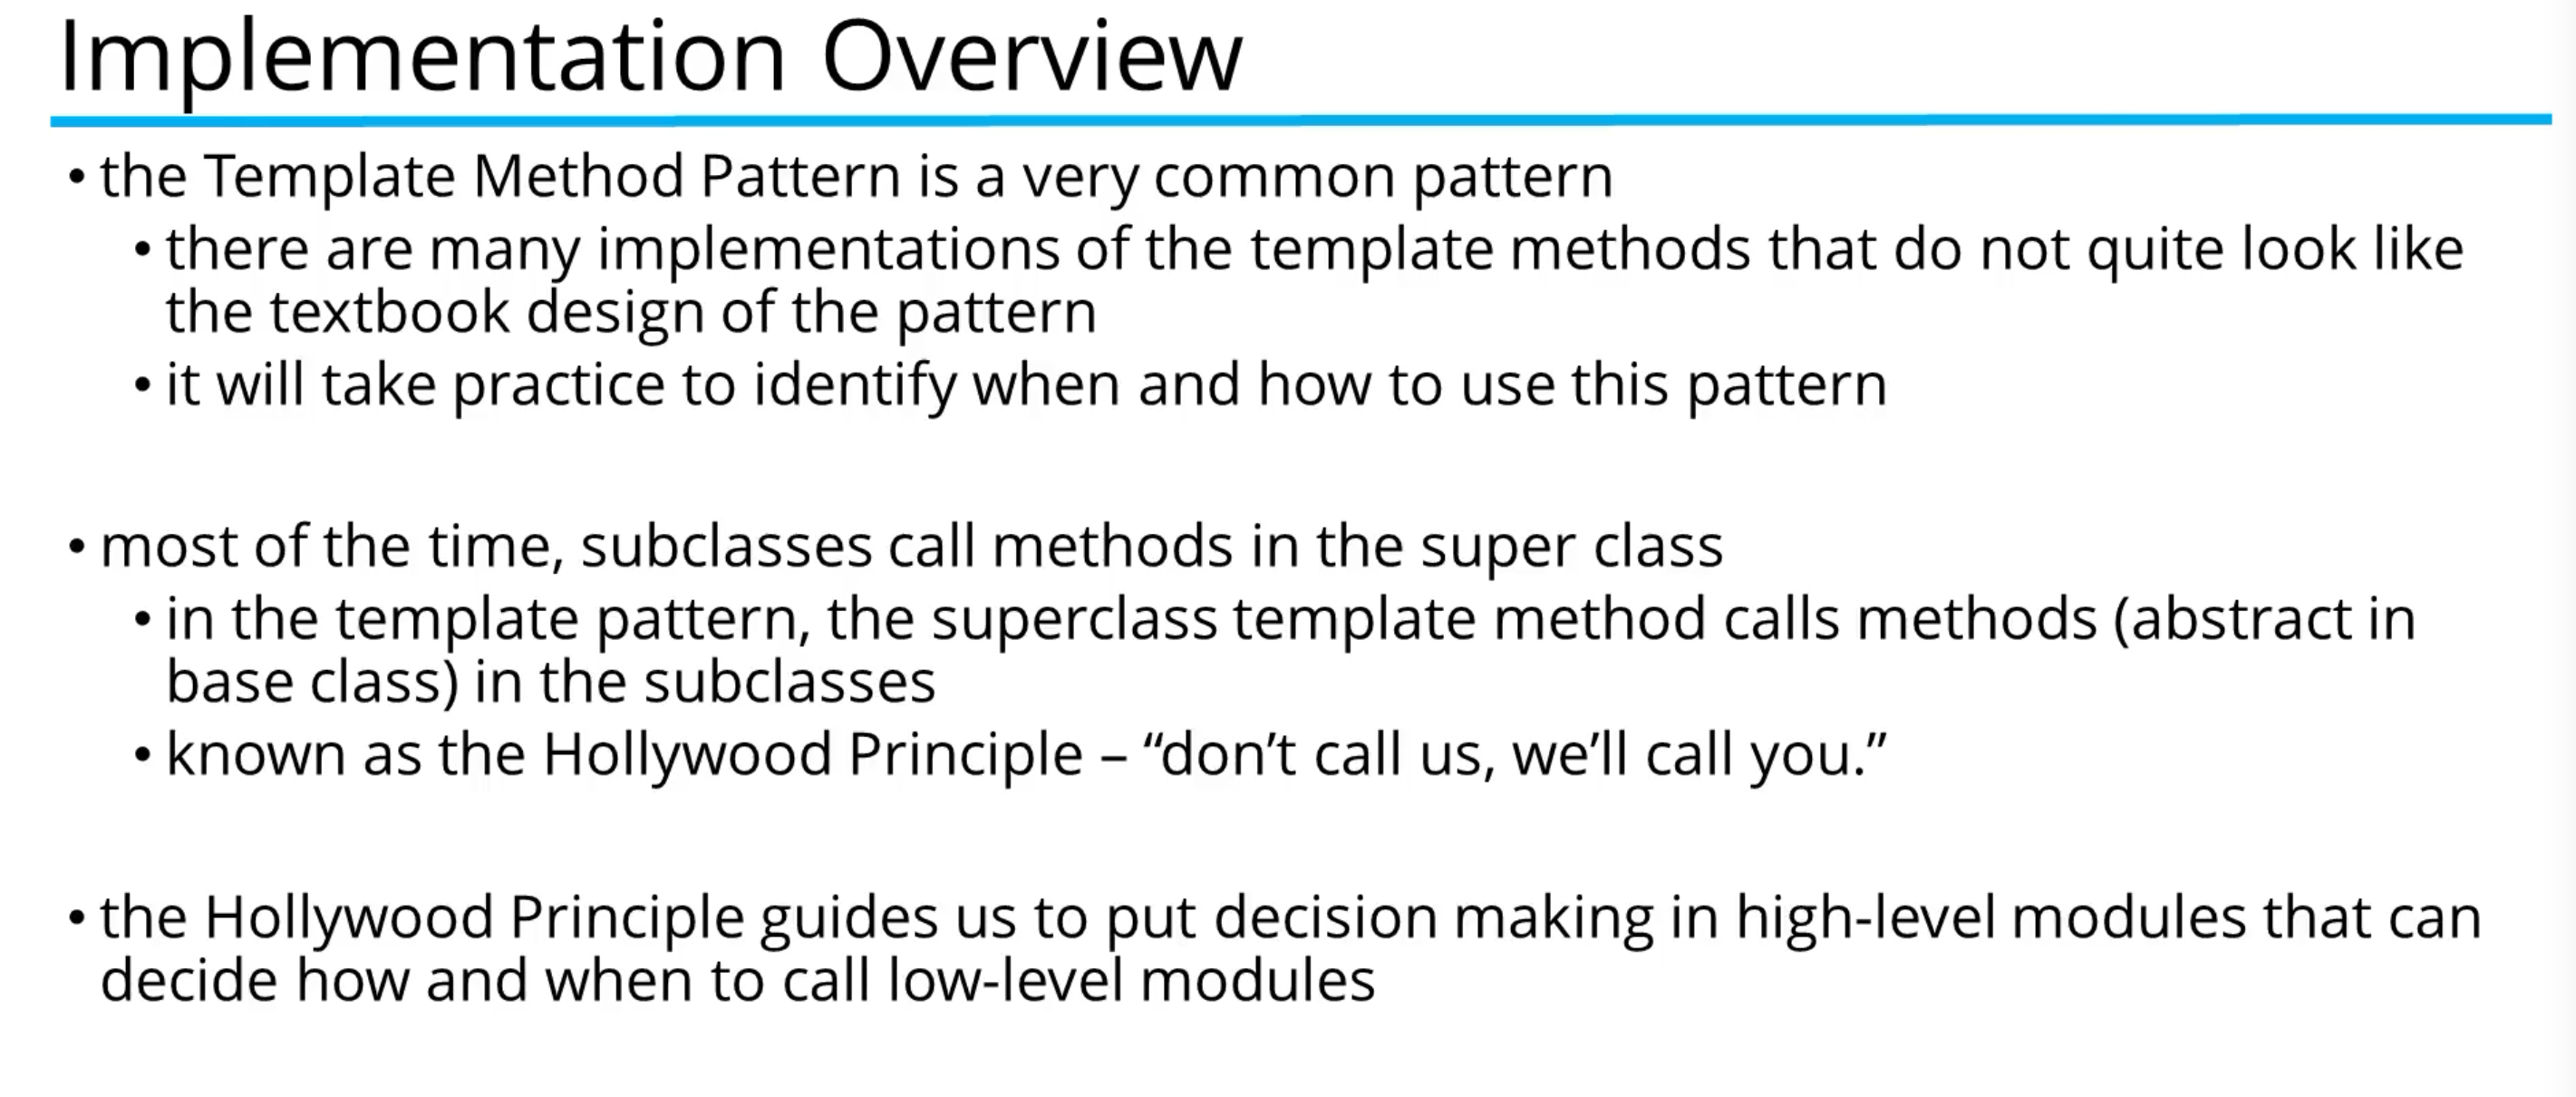 Implementation Overview
• the Template Method Pattern is a very common pattern
• there are many implementations of the template methods that do not quite look like
the textbook design of the pattern
• it will take practice to identify when and how to use this pattern
• most of the time, subclasses call methods in the super class
• in the template pattern, the superclass template method calls methods (abstract in
base class) in the subclasses
• known as the Hollywood Principle – “don’t call us, we’ll call you.”
• the Hollywood Principle guides us to put decision making in high-level modules that can
decide how and when to call low-level modules